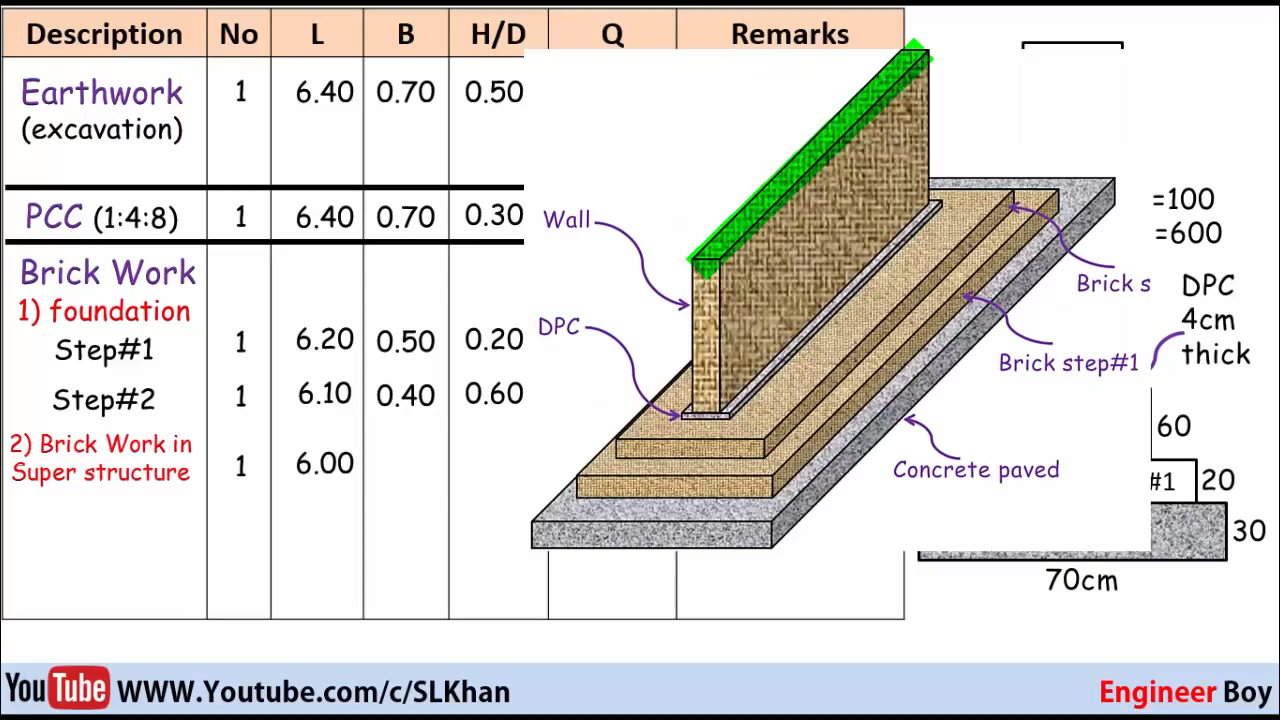 Description No L B H/D Q Remarks
Earthwork 1 6.40 0.70 0.50
(excavation)
PCC (1:4:8) 1 6.40 0.70 0.30
Brick Work
1) foundation
Step#1 1 6.20 0.50 0.20
Step#2 1 6.10 0.40 0.60
2) Brick Work in
Super structure 1 6.00
Wall
DPC
Brick s
Brick step#1
Concrete paved
=100
=600
DPC
4cm
thick
60
#1 20
30
70cm
YouTube WWW.Youtube.com/c/SLKhan
Engineer Boy